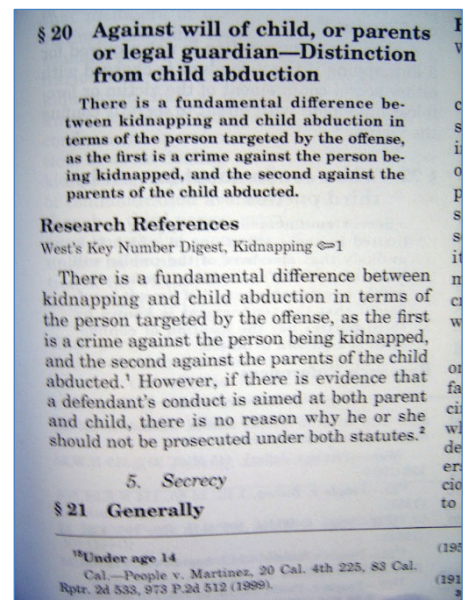 § 20 Against will of child, or parents
or legal guardian—Distinction
from child abduction
There is a fundamental difference be-
tween kidnapping and child abduction in
terms of the person targeted by the offense,
as the first is a crime against the person be-
ing kidnapped, and the second against the
parents of the child abducted.
Research References
West's Key Number Digest, Kidnapping ⚿1
There is a fundamental difference between
kidnapping and child abduction in terms of
the person targeted by the offense, as the first
is a crime against the person being kidnapped,
and the second against the parents of the child
abducted.¹ However, if there is evidence that
a defendant's conduct is aimed at both parent
and child, there is no reason why he or she
should not be prosecuted under both statutes.²
5. Secrecy
§ 21 Generally
¹⁸Under age 14
Cal.—People v. Martinez, 20 Cal. 4th 225, 83 Cal.
Rptr. 2d 533, 973 P.2d 512 (1999).